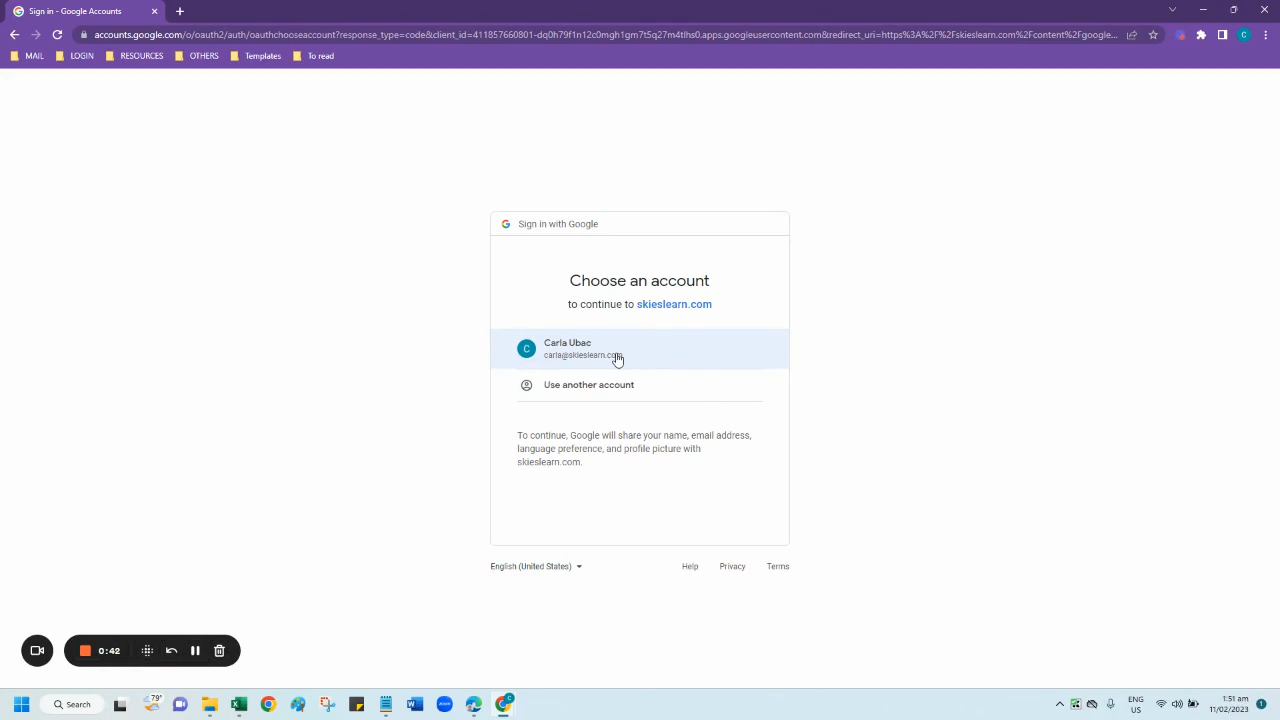 Sign in - Google Accounts
accounts.google.com/o/oauth2/auth/oauthchooseaccount?response_type=code&client_id=411857660801-dq0h79f1n12c0mgh1gm7t5q27m4tlhs0.apps.googleusercontent.com&redirect_uri=https%3A%2F%2Fskieslearn.com%2Fcontent%2Fgoogle...
MAIL
LOGIN
RESOURCES
OTHERS
Templates
To read
C
Sign in with Google
Choose an account
to continue to skieslearn.com
C
Carla Ubac
carla@skieslearn.com
Use another account
To continue, Google will share your name, email address,
language preference, and profile picture with
skieslearn.com.
English (United States)
Help
Privacy
Terms
0:42
79°
Search
zoom
C
ENG
US
1:51 am
11/02/2023
1